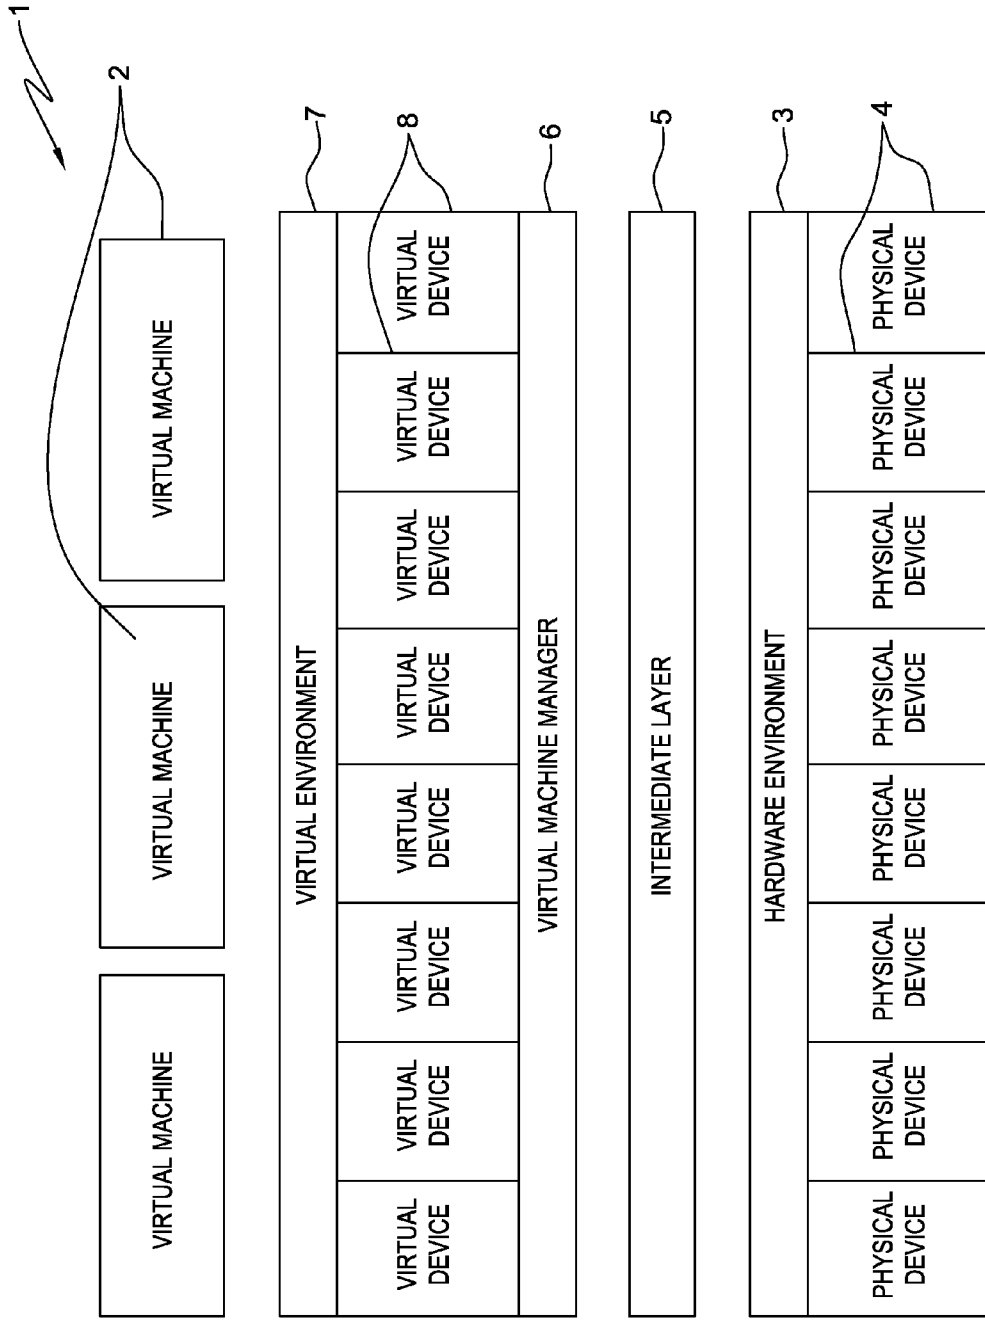 1
2
VIRTUAL MACHINE
VIRTUAL MACHINE
VIRTUAL MACHINE
VIRTUAL ENVIRONMENT
7
VIRTUAL
DEVICE
VIRTUAL
DEVICE
VIRTUAL
DEVICE
VIRTUAL
DEVICE
VIRTUAL
DEVICE
VIRTUAL
DEVICE
VIRTUAL
DEVICE
VIRTUAL
DEVICE
8
VIRTUAL MACHINE MANAGER
6
INTERMEDIATE LAYER
5
HARDWARE ENVIRONMENT
3
PHYSICAL
DEVICE
PHYSICAL
DEVICE
PHYSICAL
DEVICE
PHYSICAL
DEVICE
PHYSICAL
DEVICE
PHYSICAL
DEVICE
PHYSICAL
DEVICE
PHYSICAL
DEVICE
4